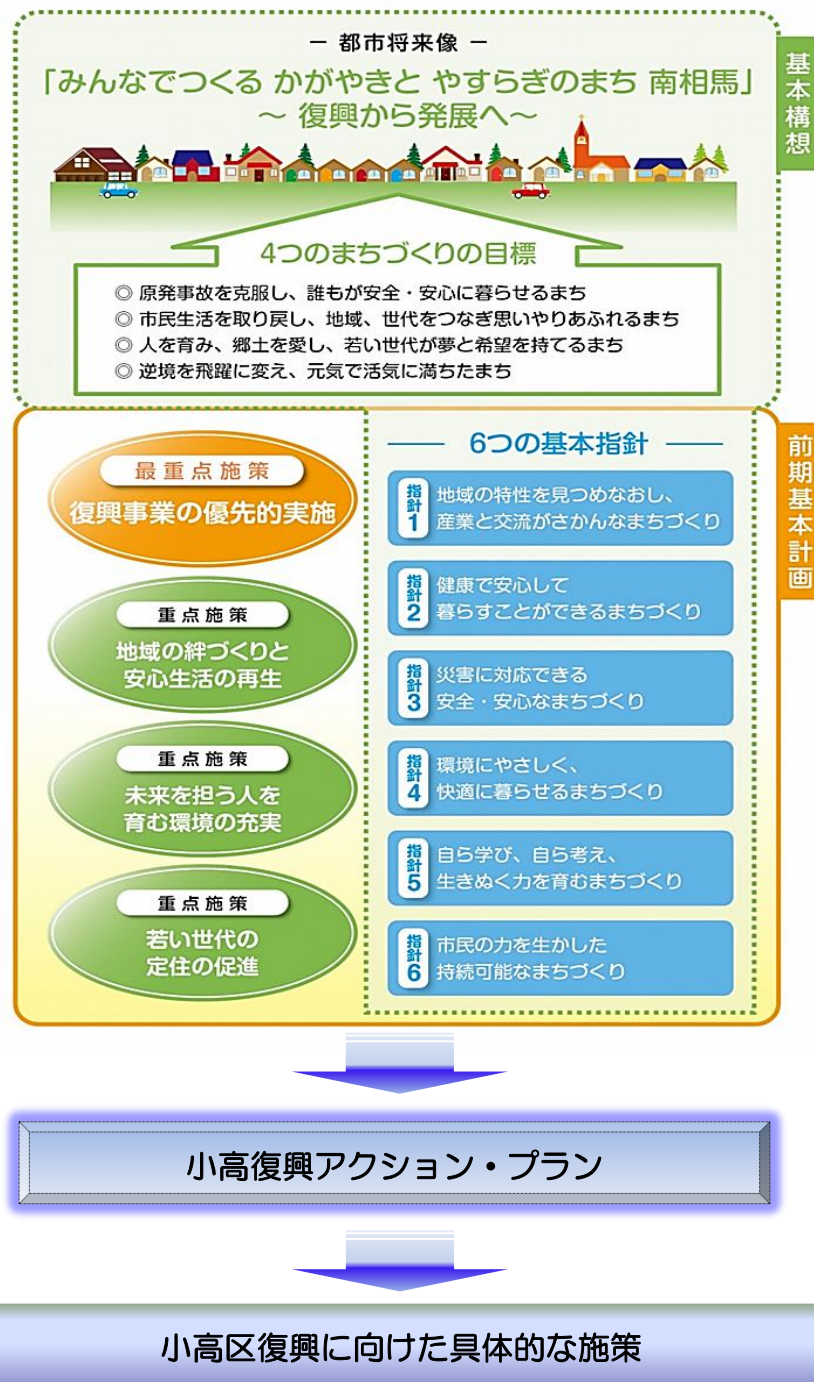 － 都市将来像 －
「みんなでつくる かがやきと やすらぎのまち 南相馬」
～ 復興から発展へ～
基本構想
4つのまちづくりの目標
◎ 原発事故を克服し、誰もが安全・安心に暮らせるまち
◎ 市民生活を取り戻し、地域、世代をつなぎ思いやりあふれるまち
◎ 人を育み、郷土を愛し、若い世代が夢と希望を持てるまち
◎ 逆境を飛躍に変え、元気で活気に満ちたまち
前期基本計画
最重点施策
復興事業の優先的実施
重点施策
地域の絆づくりと
安心生活の再生
重点施策
未来を担う人を
育む環境の充実
重点施策
若い世代の
定住の促進
6つの基本指針
指針1
地域の特性を見つめなおし、
産業と交流がさかんなまちづくり
指針2
健康で安心して
暮らすことができるまちづくり
指針3
災害に対応できる
安全・安心なまちづくり
指針4
環境にやさしく、
快適に暮らせるまちづくり
指針5
自ら学び、自ら考え、
生きぬく力を育むまちづくり
指針6
市民の力を生かした
持続可能なまちづくり
小高復興アクション・プラン
小高区復興に向けた具体的な施策